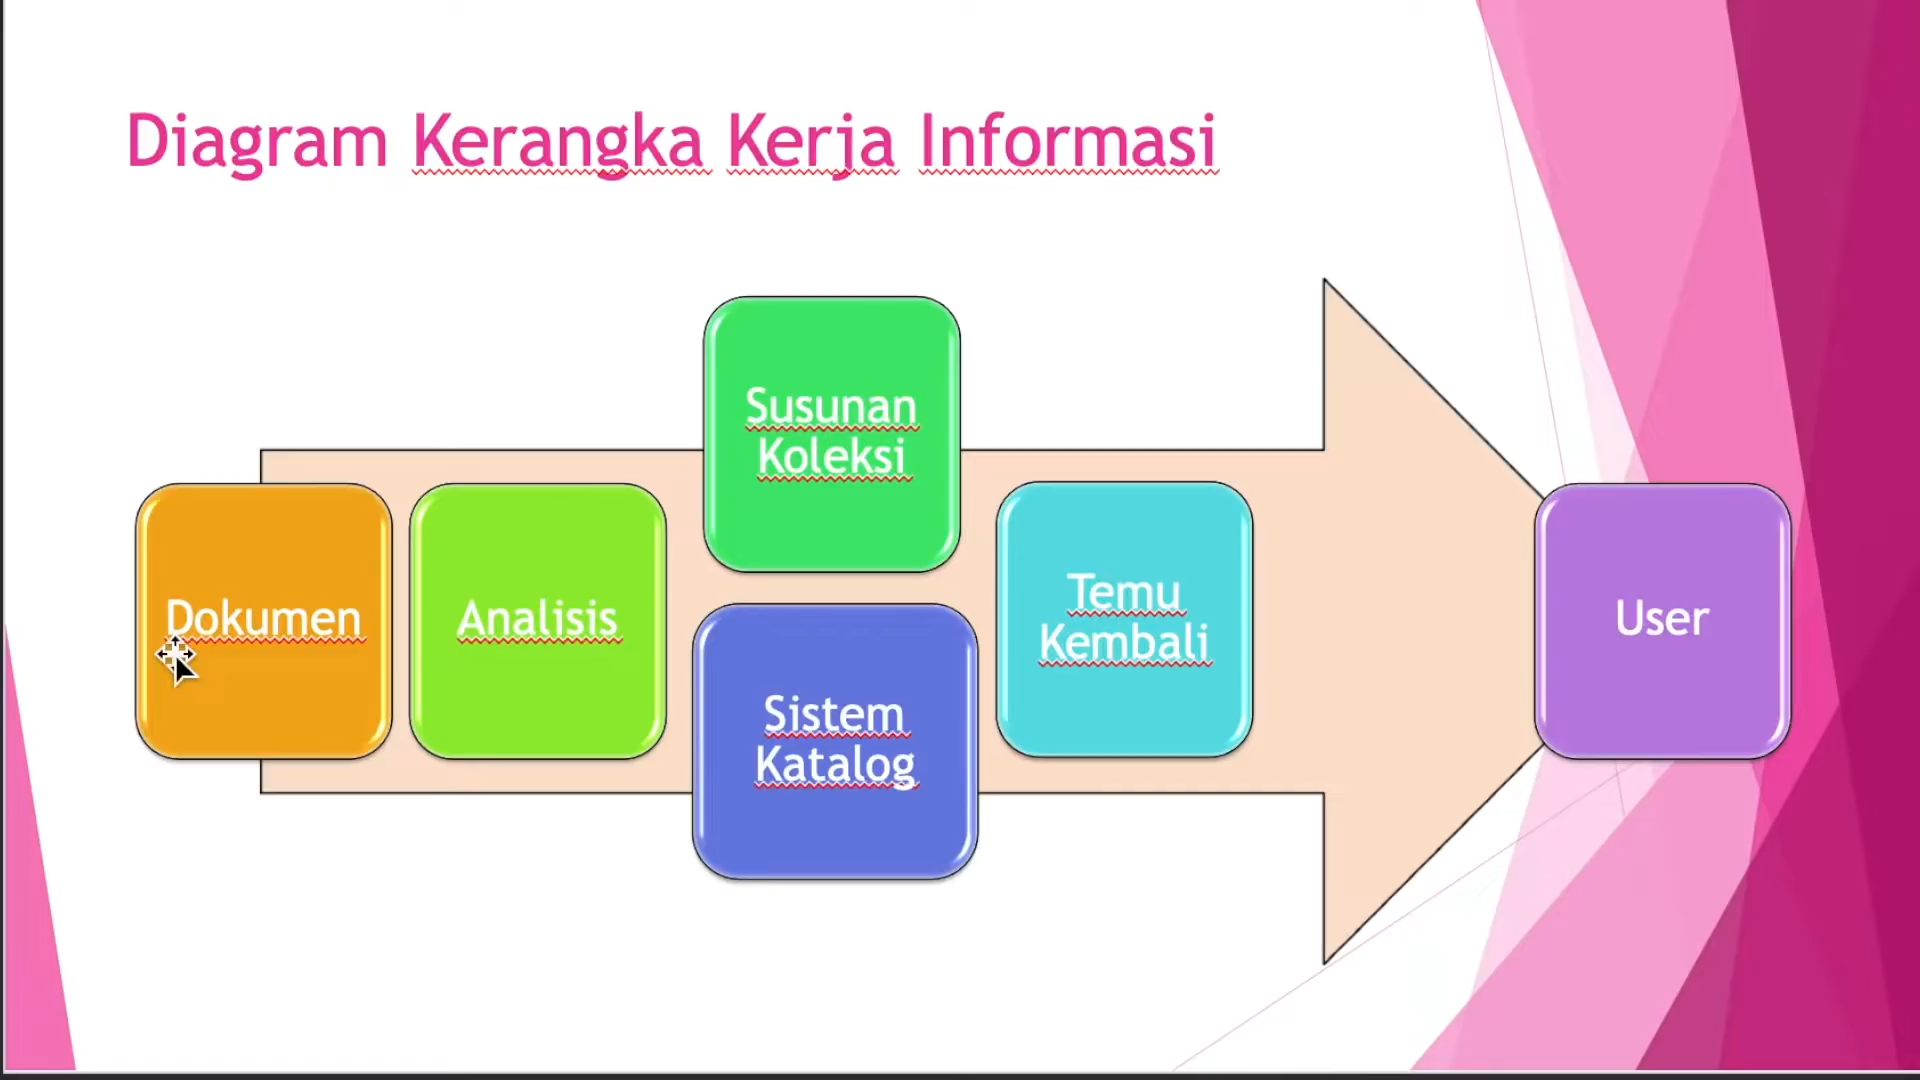 Diagram Kerangka Kerja Informasi
Dokumen
Analisis
Susunan
Koleksi
Sistem
Katalog
Temu
Kembali
User